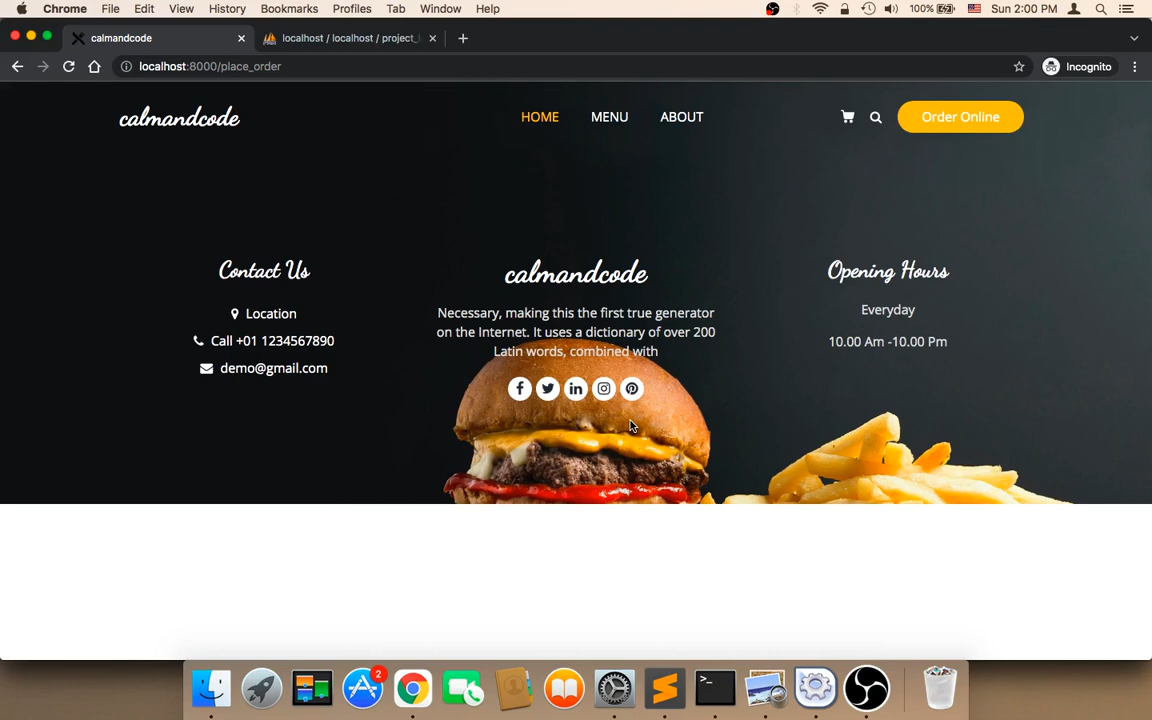 Chrome File Edit View History Bookmarks Profiles Tab Window Help 100% Sun 2:00 PM
calmandcode localhost / localhost / project_
localhost:8000/place_order Incognito
calmandcode HOME MENU ABOUT Order Online
Contact Us
Location
Call +01 1234567890
demo@gmail.com
calmandcode
Necessary, making this the first true generator
on the Internet. It uses a dictionary of over 200
Latin words, combined with
Opening Hours
Everyday
10.00 Am -10.00 Pm
2